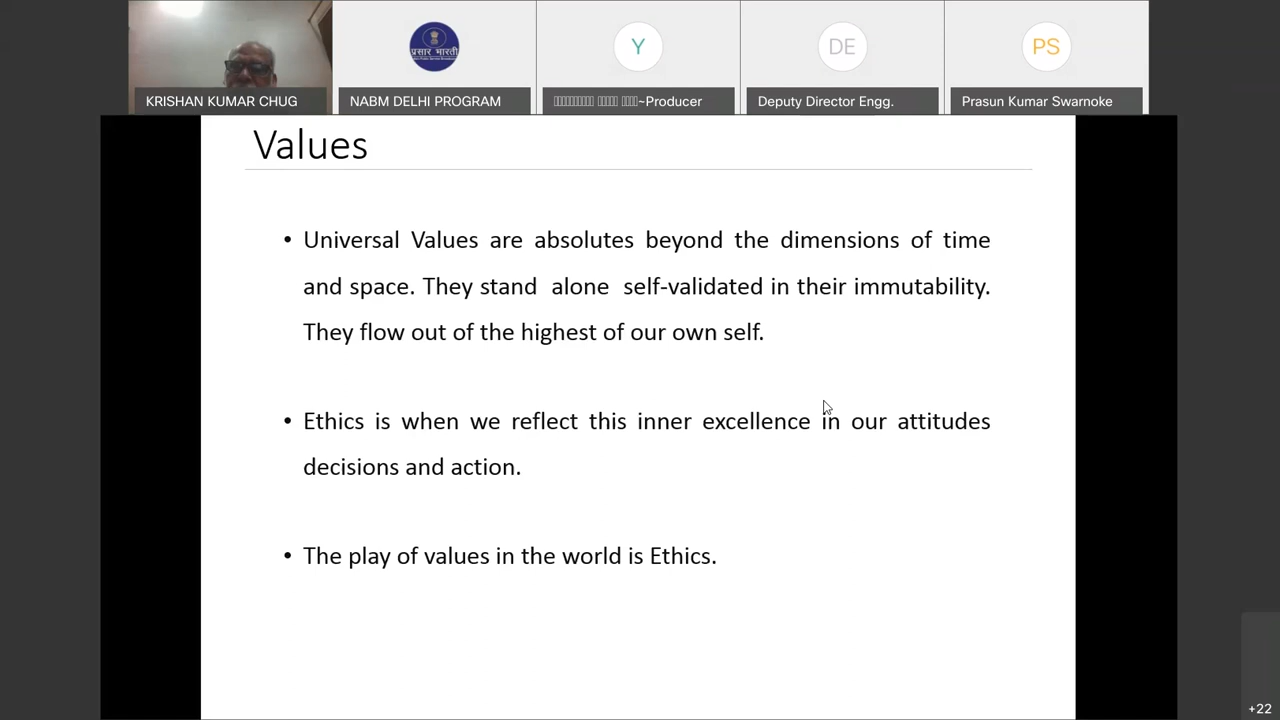 Y
DE
PS
प्रसार भारती
KRISHAN KUMAR CHUG
NABM DELHI PROGRAM
~Producer
Deputy Director Engg.
Prasun Kumar Swarnoke
Values
• Universal Values are absolutes beyond the dimensions of time
and space. They stand alone self-validated in their immutability.
They flow out of the highest of our own self.
• Ethics is when we reflect this inner excellence in our attitudes
decisions and action.
• The play of values in the world is Ethics.
+22